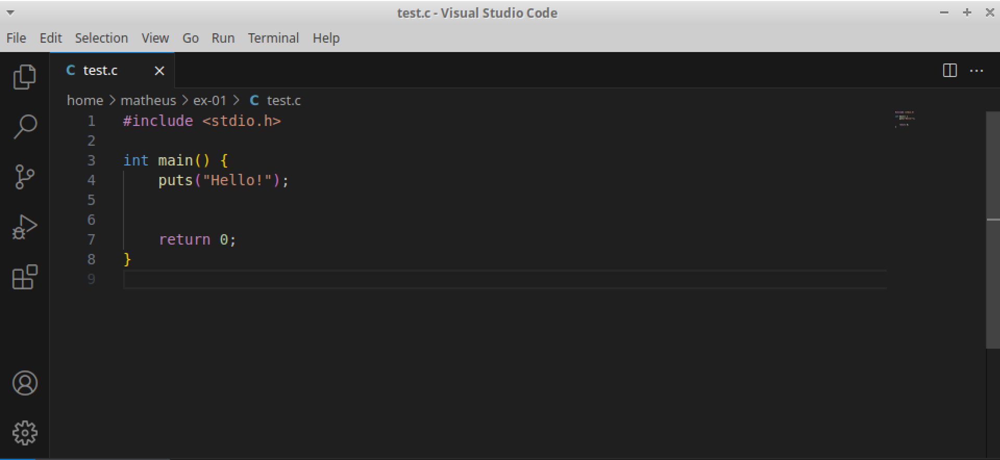 test.c - Visual Studio Code
File Edit Selection View Go Run Terminal Help
C test.c
home > matheus > ex-01 > C test.c
1 #include <stdio.h>
2
3 int main() {
4     puts("Hello!");
5
6
7     return 0;
8 }
9